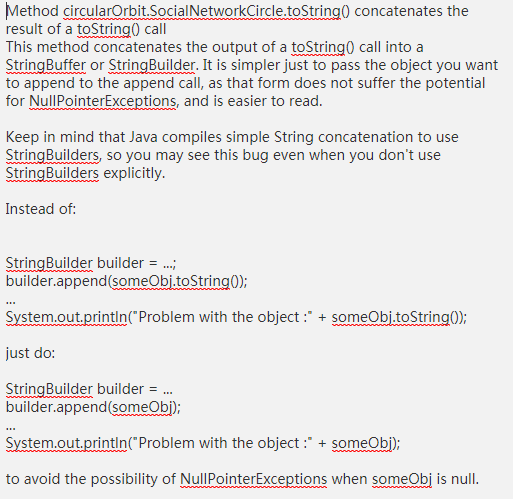 Method circularOrbit.SocialNetworkCircle.toString() concatenates the
result of a toString() call
This method concatenates the output of a toString() call into a
StringBuffer or StringBuilder. It is simpler just to pass the object you want
to append to the append call, as that form does not suffer the potential
for NullPointerExceptions, and is easier to read.
Keep in mind that Java compiles simple String concatenation to use
StringBuilders, so you may see this bug even when you don't use
StringBuilders explicitly.
Instead of:
StringBuilder builder = ...;
builder.append(someObj.toString());
...
System.out.println("Problem with the object :" + someObj.toString());
just do:
StringBuilder builder = ...
builder.append(someObj);
...
System.out.println("Problem with the object :" + someObj);
to avoid the possibility of NullPointerExceptions when someObj is null.